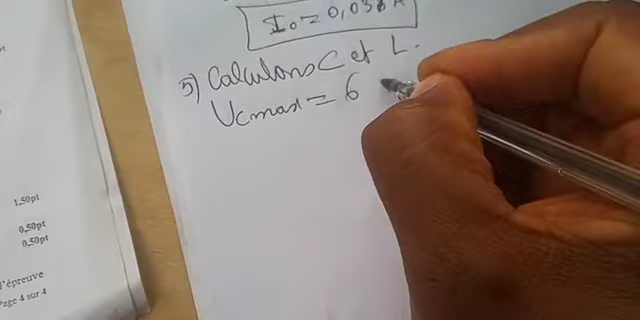 I₀ = 0,038 A
5) Calculons C et L.
Ucmax = 6
1,50pt
0,50pt
0,50pt
l'épreuve
Page 4 sur 4